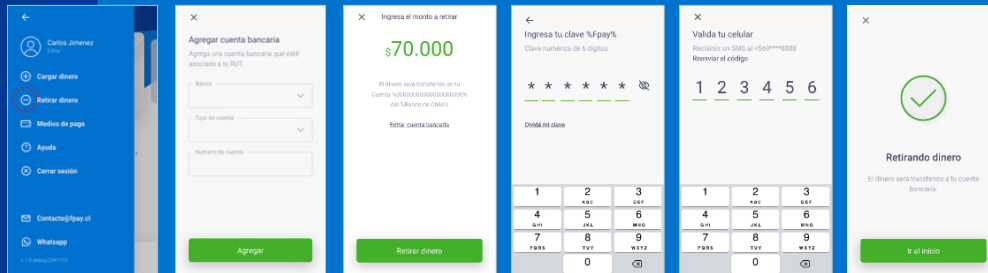 Carlos Jimenez
Cargar dinero
Retirar dinero
Medios de pago
Ayuda
Cerrar sesión
Contacto@fpay.cl
Whatsapp
Agregar cuenta bancaria
Agrega una cuenta bancaria que esté
asociada a tu RUT.
Banco
Tipo de cuenta
Numero de cuenta
Agregar
Ingresa el monto a retirar
$70.000
El dinero será transferido en tu
del %Banco de Chile%
Editar cuenta bancaria
Retirar dinero
Ingresa tu clave %Fpay%
Clave numérica de 6 dígitos
* * * * * *
Olvidé mi clave
1 2 3
ABC DEF
4 5 6
GHI JKL MNO
7 8 9
PQRS TUV WXYZ
0
Valida tu celular
Recibirás un SMS al +569****8888
Reenviar el código
1 2 3 4 5 6
1 2 3
ABC DEF
4 5 6
GHI JKL MNO
7 8 9
PQRS TUV WXYZ
0
Retirando dinero
El dinero será transferido a tu cuenta
bancaria.
Ir al inicio